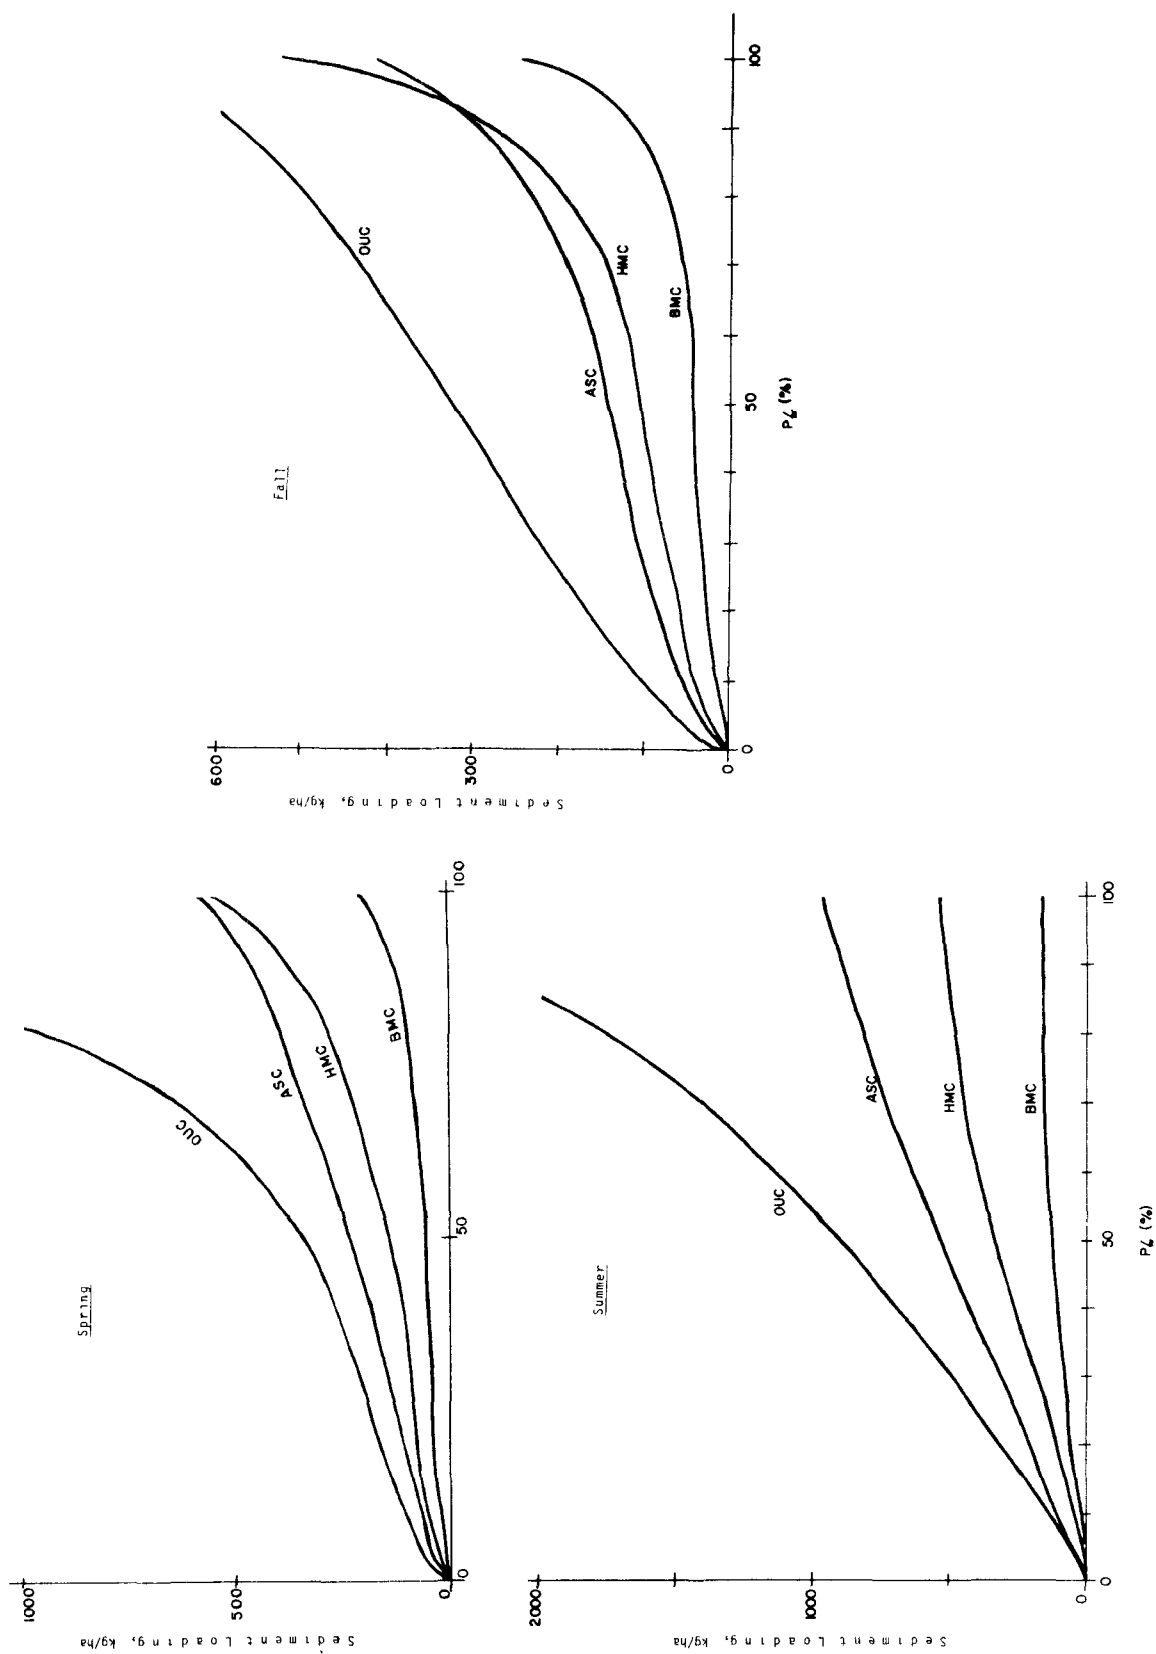 Spring
Sediment Loading, kg/ha
1000
500
0
OUC
ASC
HMC
BMC
0
50
100
Summer
Sediment Loading, kg/ha
2000
1000
0
OUC
ASC
HMC
BMC
0
50
100
(%)
Fall
Sediment Loading, kg/ha
600
300
0
OUC
ASC
HMC
BMC
0
50
100
(%)